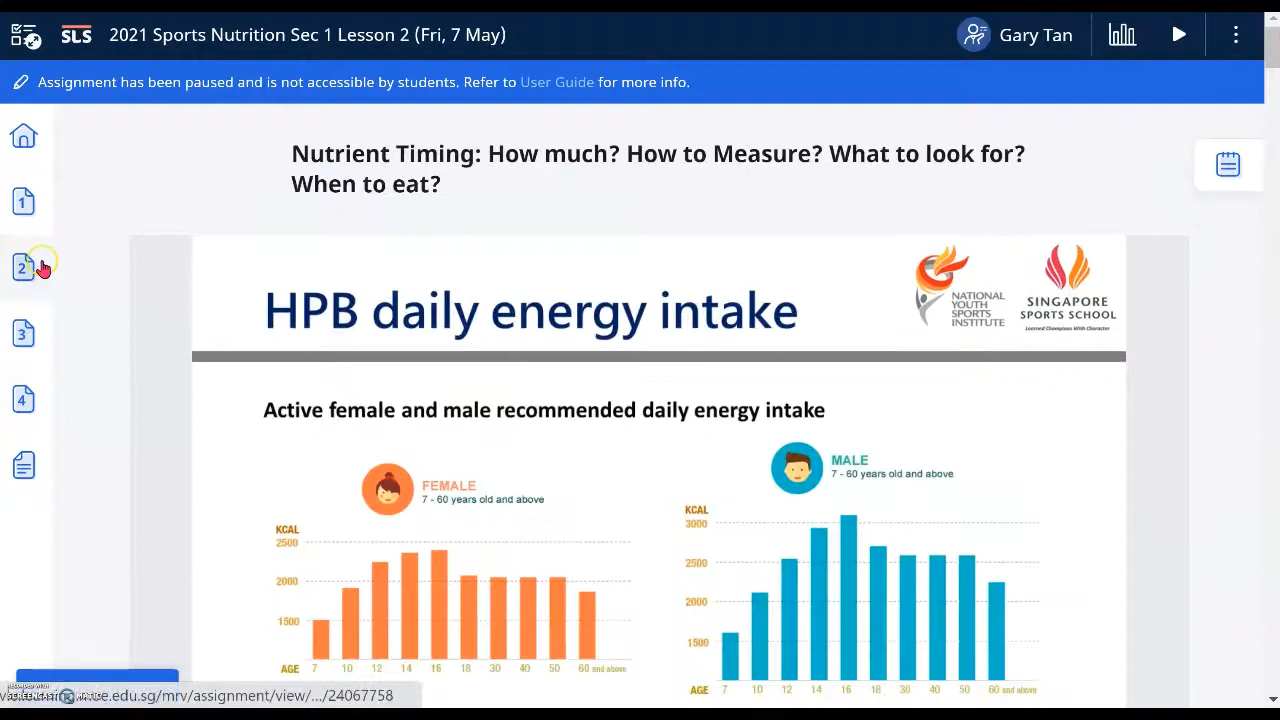 SLS 2021 Sports Nutrition Sec 1 Lesson 2 (Fri, 7 May) Gary Tan
Assignment has been paused and is not accessible by students. Refer to User Guide for more info.
Nutrient Timing: How much? How to Measure? What to look for?
When to eat?
1
2
3
4
HPB daily energy intake
NATIONAL
YOUTH
SPORTS
INSTITUTE
SINGAPORE
SPORTS SCHOOL
Learned Champions With Character
Active female and male recommended daily energy intake
FEMALE
7 - 60 years old and above
KCAL
2500
2000
1500
AGE 7 10 12 14 16 18 30 40 50 60 and above
MALE
7 - 60 years old and above
KCAL
3000
2500
2000
1500
AGE 7 10 12 14 16 18 30 40 50 60 and above
.edu.sg/mrv/assignment/view/.../24067758